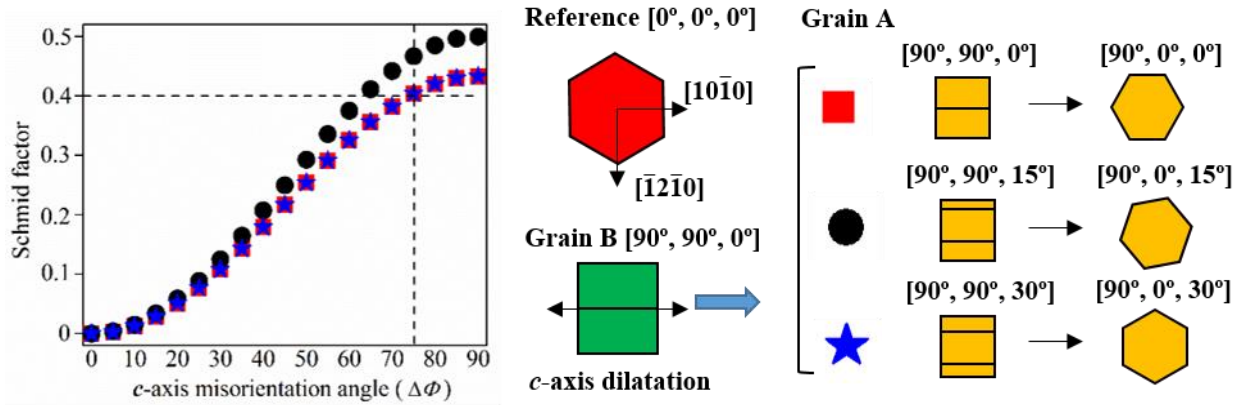 0.5
0.4
0.3
0.2
0.1
0
Schmid factor
0 10 20 30 40 50 60 70 80 90
c-axis misorientation angle (ΔΦ)
Reference [0º, 0º, 0º]
[101̄0]
[1̄21̄0]
Grain B [90º, 90º, 0º]
c-axis dilatation
Grain A
[90º, 90º, 0º] [90º, 0º, 0º]
[90º, 90º, 15º] [90º, 0º, 15º]
[90º, 90º, 30º] [90º, 0º, 30º]